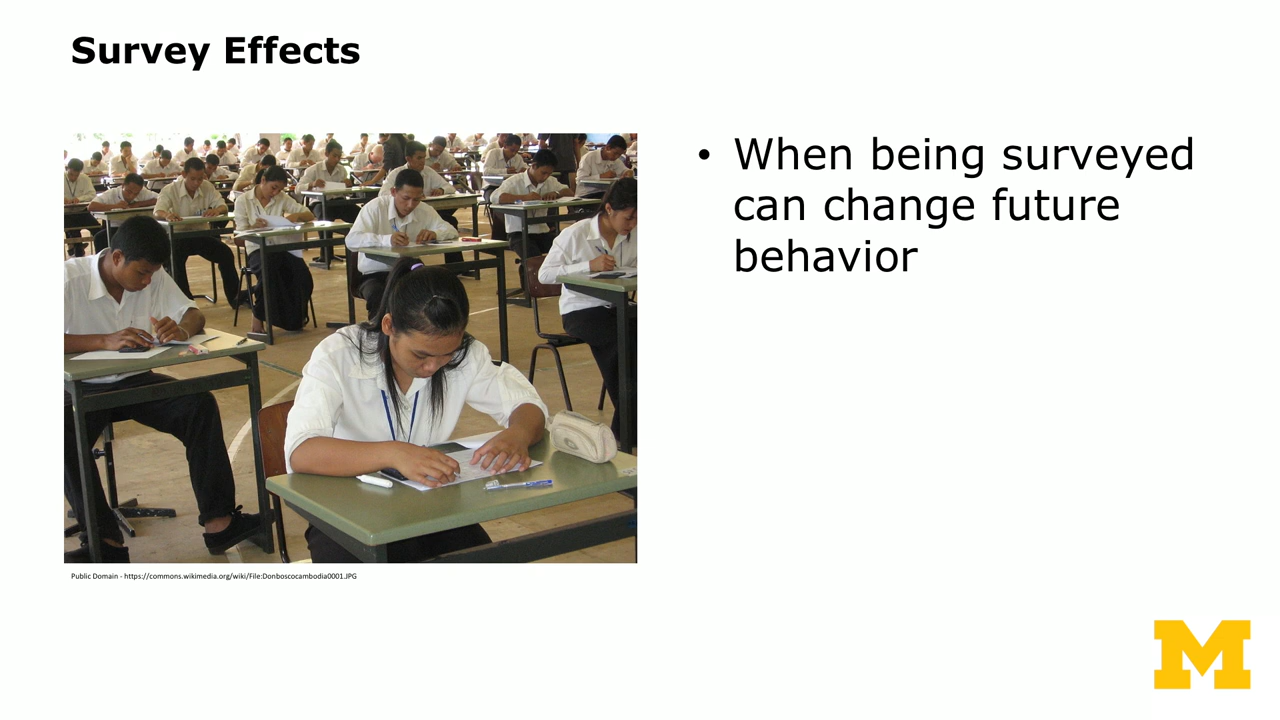 Survey Effects
• When being surveyed
can change future
behavior
Public Domain - https://commons.wikimedia.org/wiki/File:Donboscocambodia0001.JPG
M